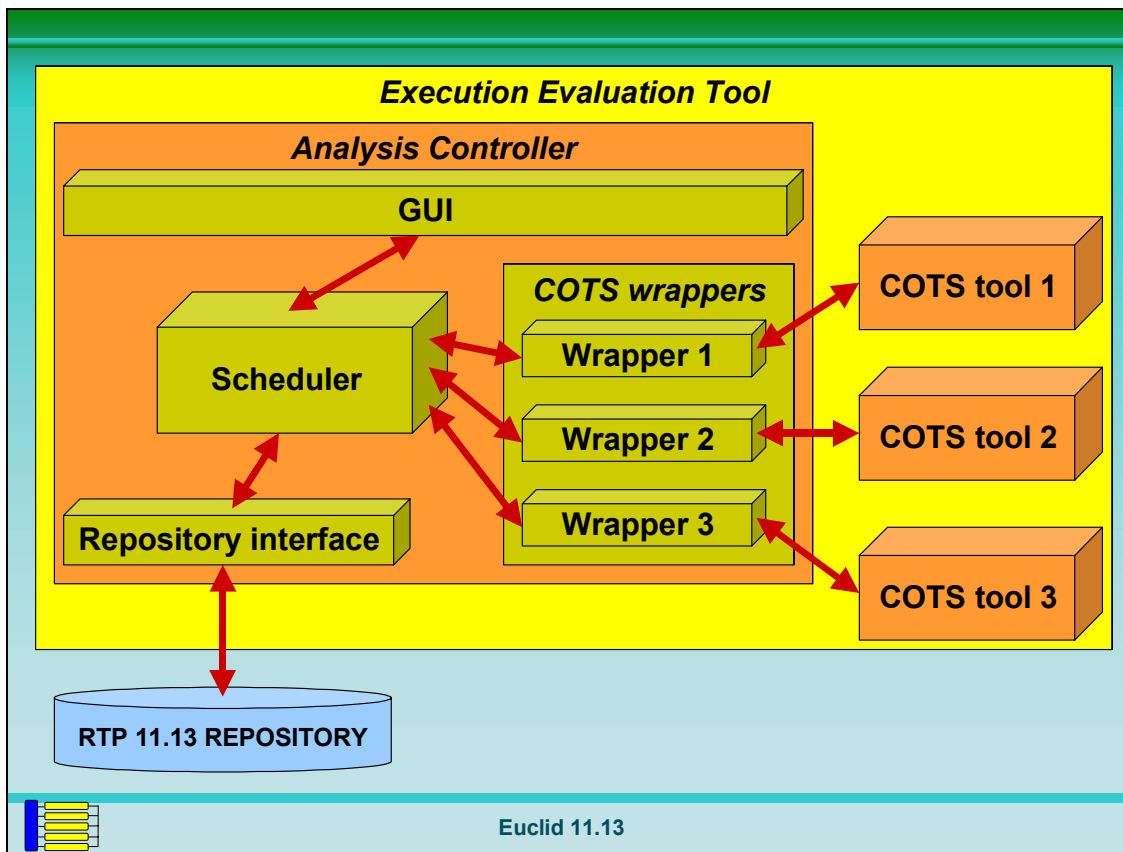 Execution Evaluation Tool
Analysis Controller
GUI
COTS wrappers
Scheduler
Wrapper 1
Wrapper 2
Wrapper 3
Repository interface
COTS tool 1
COTS tool 2
COTS tool 3
RTP 11.13 REPOSITORY
Euclid 11.13